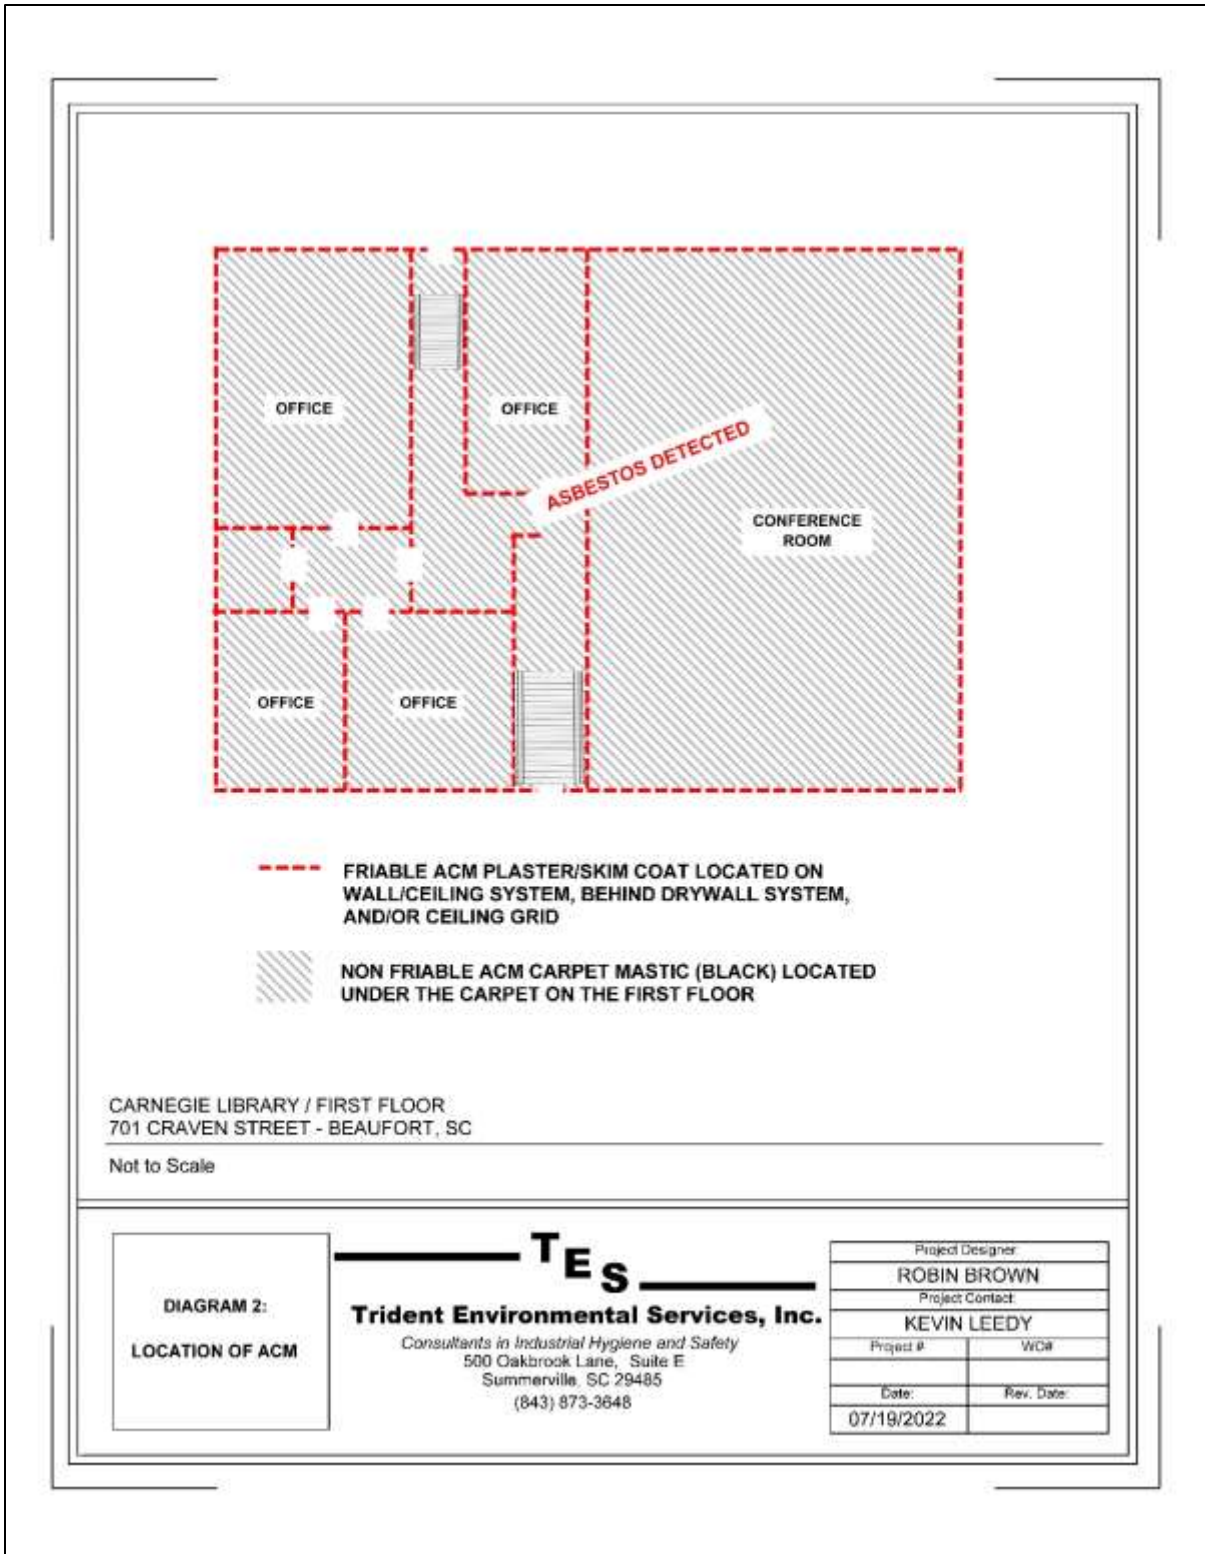 OFFICE
OFFICE
ASBESTOS DETECTED
CONFERENCE
ROOM
OFFICE
OFFICE
FRIABLE ACM PLASTER/SKIM COAT LOCATED ON
WALL/CEILING SYSTEM, BEHIND DRYWALL SYSTEM,
AND/OR CEILING GRID
NON FRIABLE ACM CARPET MASTIC (BLACK) LOCATED
UNDER THE CARPET ON THE FIRST FLOOR
CARNEGIE LIBRARY / FIRST FLOOR
701 CRAVEN STREET - BEAUFORT, SC
Not to Scale
DIAGRAM 2:
LOCATION OF ACM
TES
Trident Environmental Services, Inc.
Consultants in Industrial Hygiene and Safety
500 Oakbrook Lane, Suite E
Summerville, SC 29485
(843) 873-3648
Project Designer:
ROBIN BROWN
Project Contact:
KEVIN LEEDY
Project # WO#
Date: Rev. Date:
07/19/2022